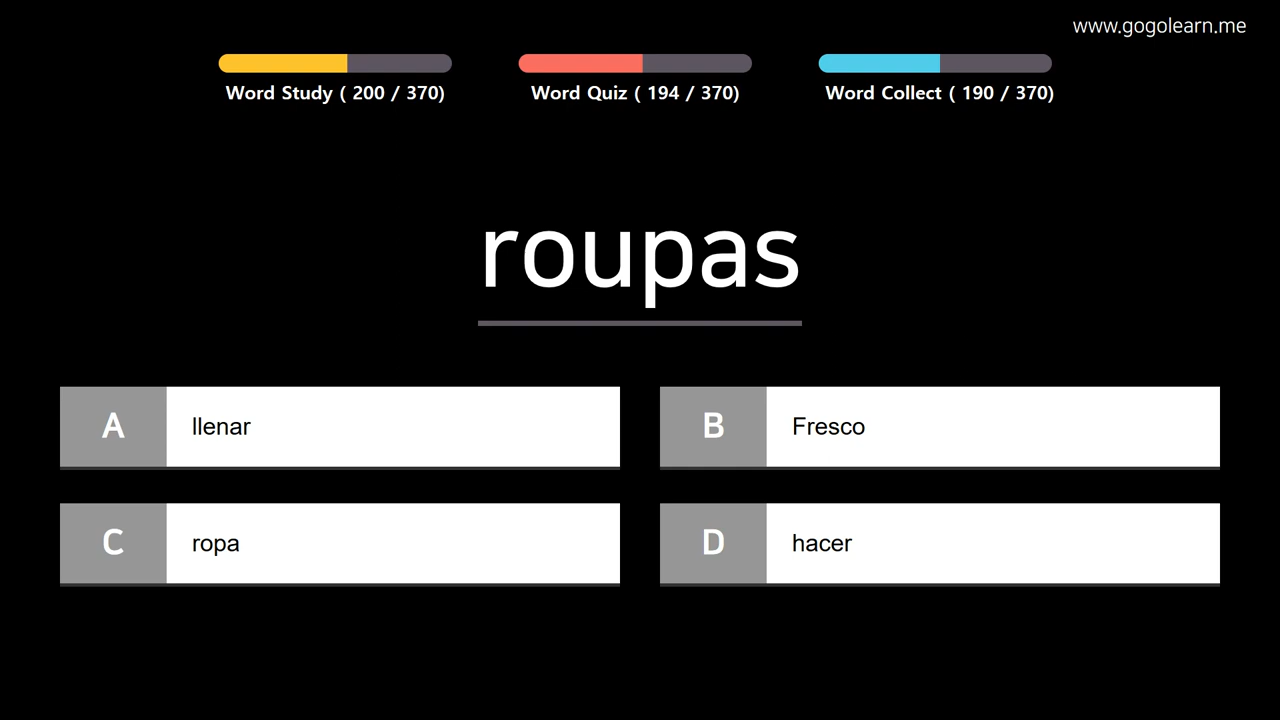 www.gogolearn.me
Word Study ( 200 / 370)
Word Quiz ( 194 / 370)
Word Collect ( 190 / 370)
roupas
A llenar
B Fresco
C ropa
D hacer